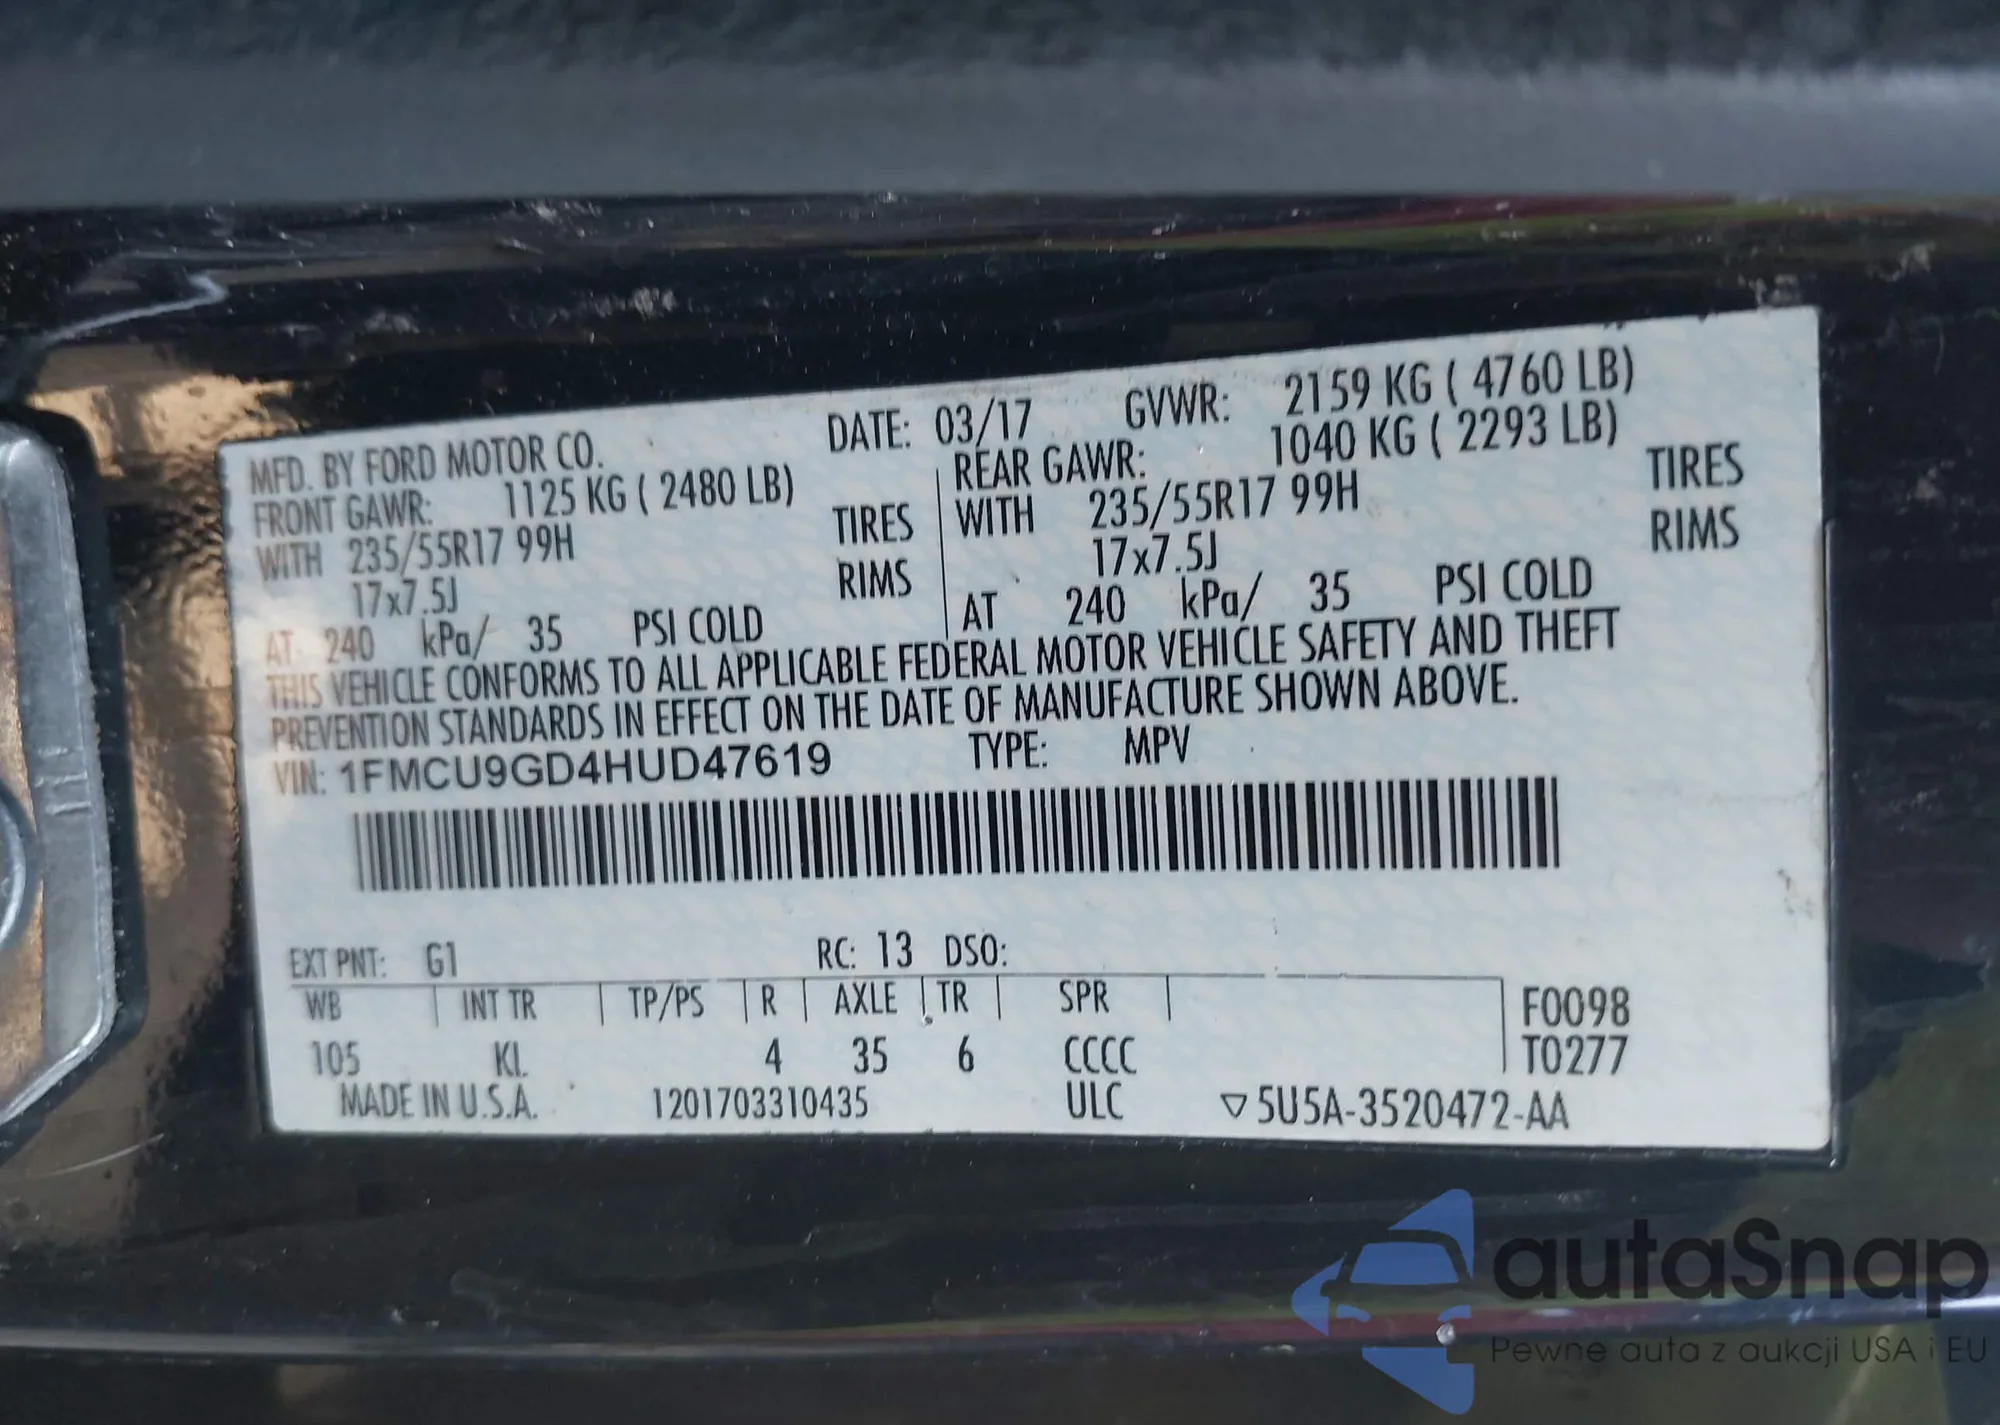 MFD. BY FORD MOTOR CO. DATE: 03/17 GVWR: 2159 KG ( 4760 LB)
FRONT GAWR: 1125 KG ( 2480 LB) REAR GAWR: 1040 KG ( 2293 LB)
WITH 235/55R17 99H TIRES WITH 235/55R17 99H TIRES
17x7.5J RIMS 17x7.5J RIMS
AT 240 kPa/ 35 PSI COLD AT 240 kPa/ 35 PSI COLD
THIS VEHICLE CONFORMS TO ALL APPLICABLE FEDERAL MOTOR VEHICLE SAFETY AND THEFT
PREVENTION STANDARDS IN EFFECT ON THE DATE OF MANUFACTURE SHOWN ABOVE.
VIN: 1FMCU9GD4HUD47619 TYPE: MPV
EXT PNT: G1 RC: 13 DSO:
WB INT TR TP/PS R AXLE TR SPR F0098
105 KL 4 35 6 CCCC T0277
MADE IN U.S.A. 1201703310435 ULC ▽5U5A-3520472-AA
autaSnap
Pewne auta z aukcji USA i EU